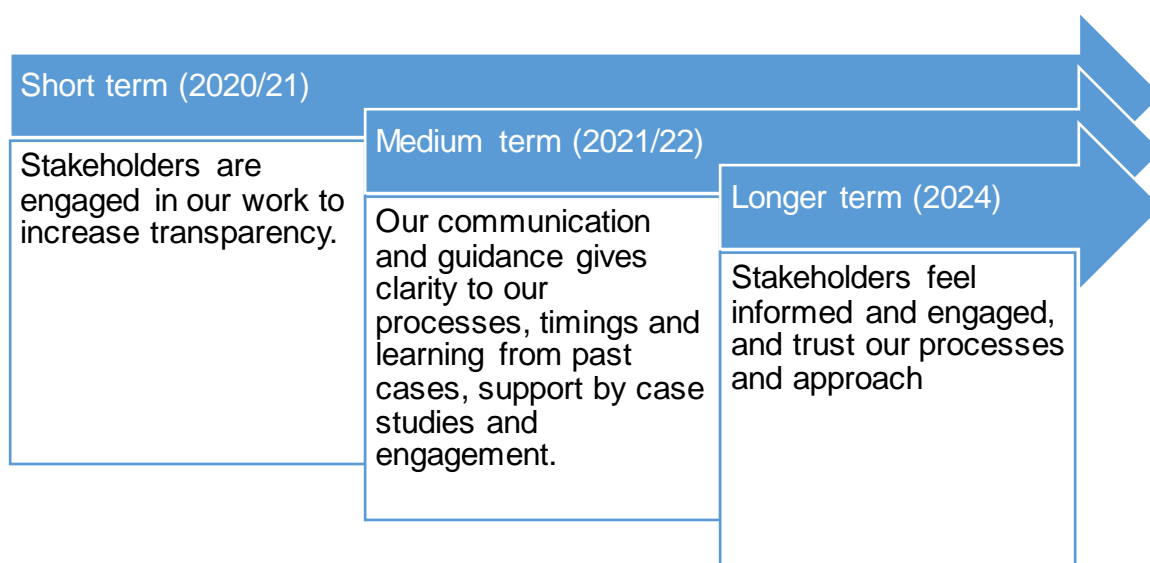 Short term (2020/21)
Stakeholders are
engaged in our work to
increase transparency.
Medium term (2021/22)
Our communication
and guidance gives
clarity to our
processes, timings and
learning from past
cases, support by case
studies and
engagement.
Longer term (2024)
Stakeholders feel
informed and engaged,
and trust our processes
and approach